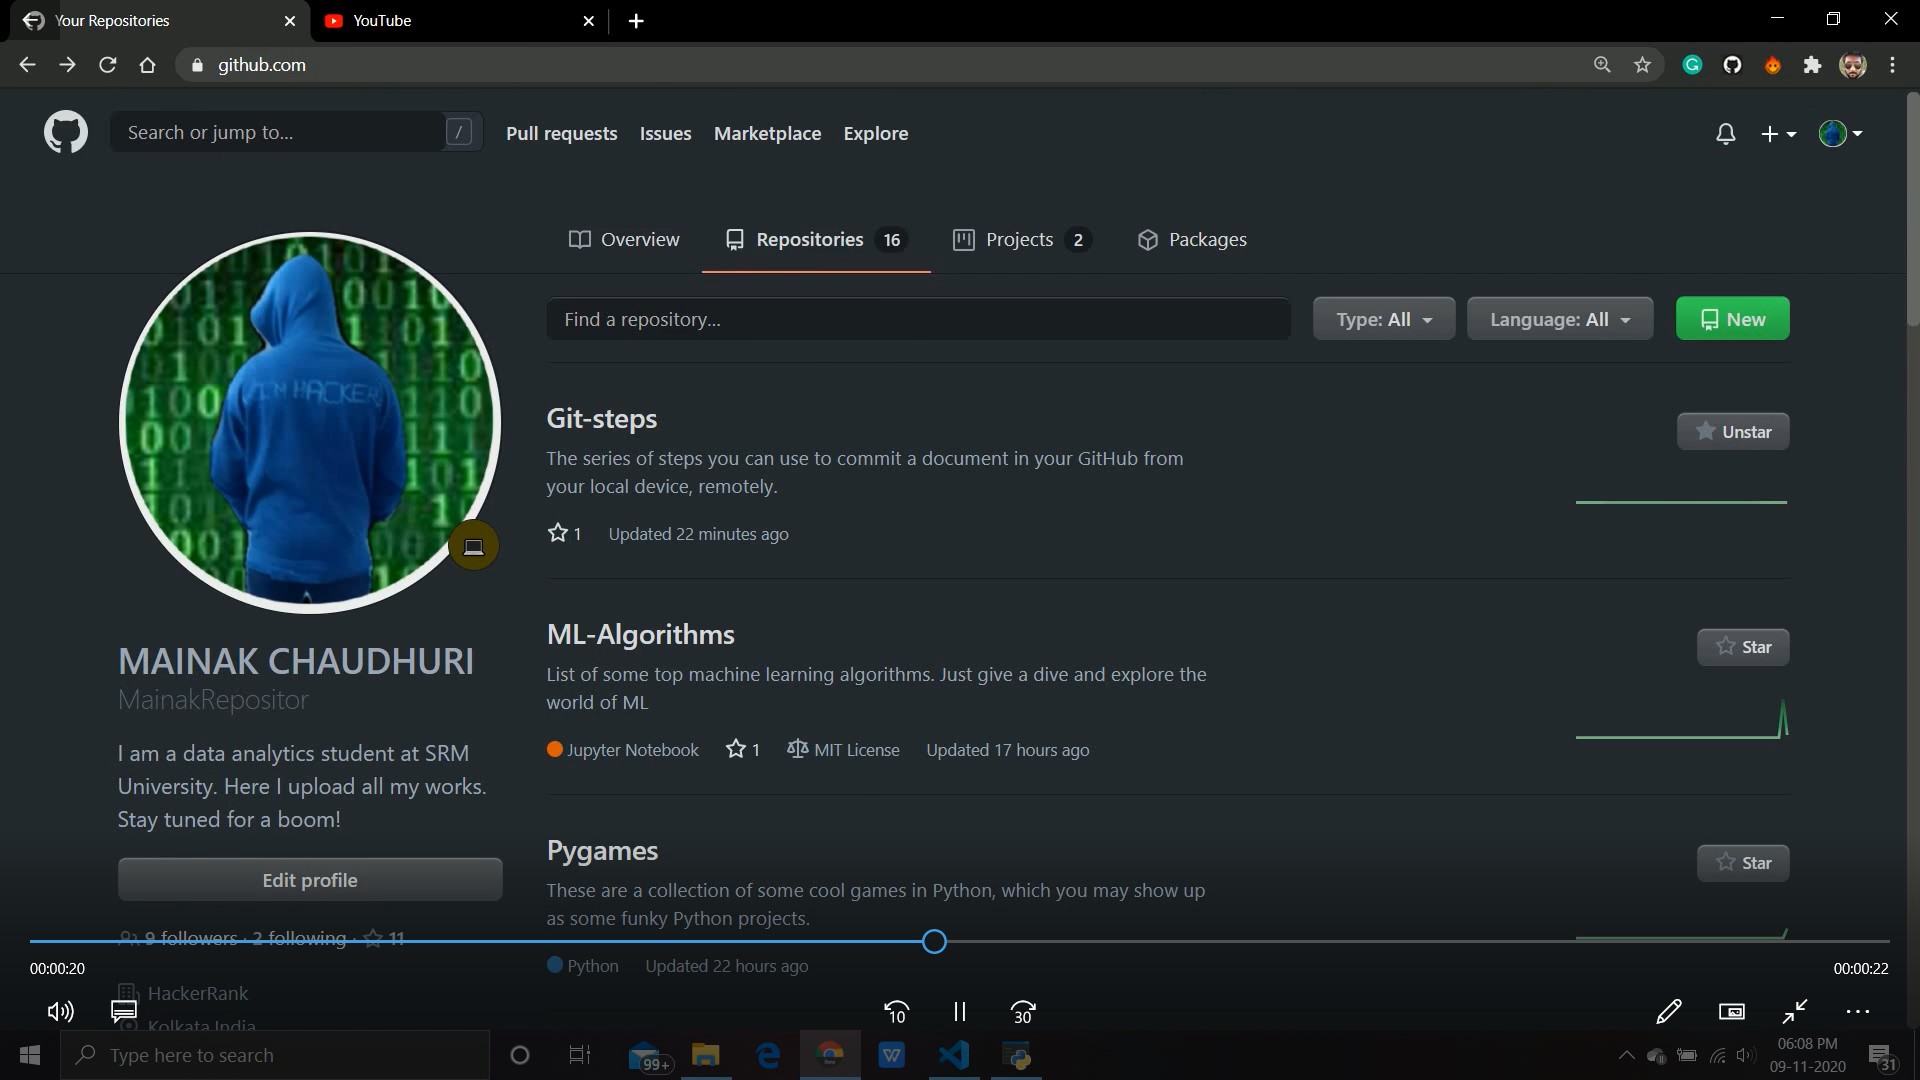 Your Repositories
YouTube
github.com
Search or jump to...
/
Pull requests
Issues
Marketplace
Explore
Overview
Repositories 16
Projects 2
Packages
Find a repository...
Type: All
Language: All
New
I'M HACKER
Git-steps
Unstar
The series of steps you can use to commit a document in your GitHub from
your local device, remotely.
1
Updated 22 minutes ago
MAINAK CHAUDHURI
MainakRepositor
I am a data analytics student at SRM
University. Here I upload all my works.
Stay tuned for a boom!
Edit profile
9 followers · 2 following · 11
HackerRank
Kolkata,India
ML-Algorithms
Star
List of some top machine learning algorithms. Just give a dive and explore the
world of ML
Jupyter Notebook
1
MIT License
Updated 17 hours ago
Pygames
Star
These are a collection of some cool games in Python, which you may show up
as some funky Python projects.
Python
Updated 22 hours ago
00:00:20
00:00:22
10
30
Type here to search
99+
W
06:08 PM
09-11-2020
31